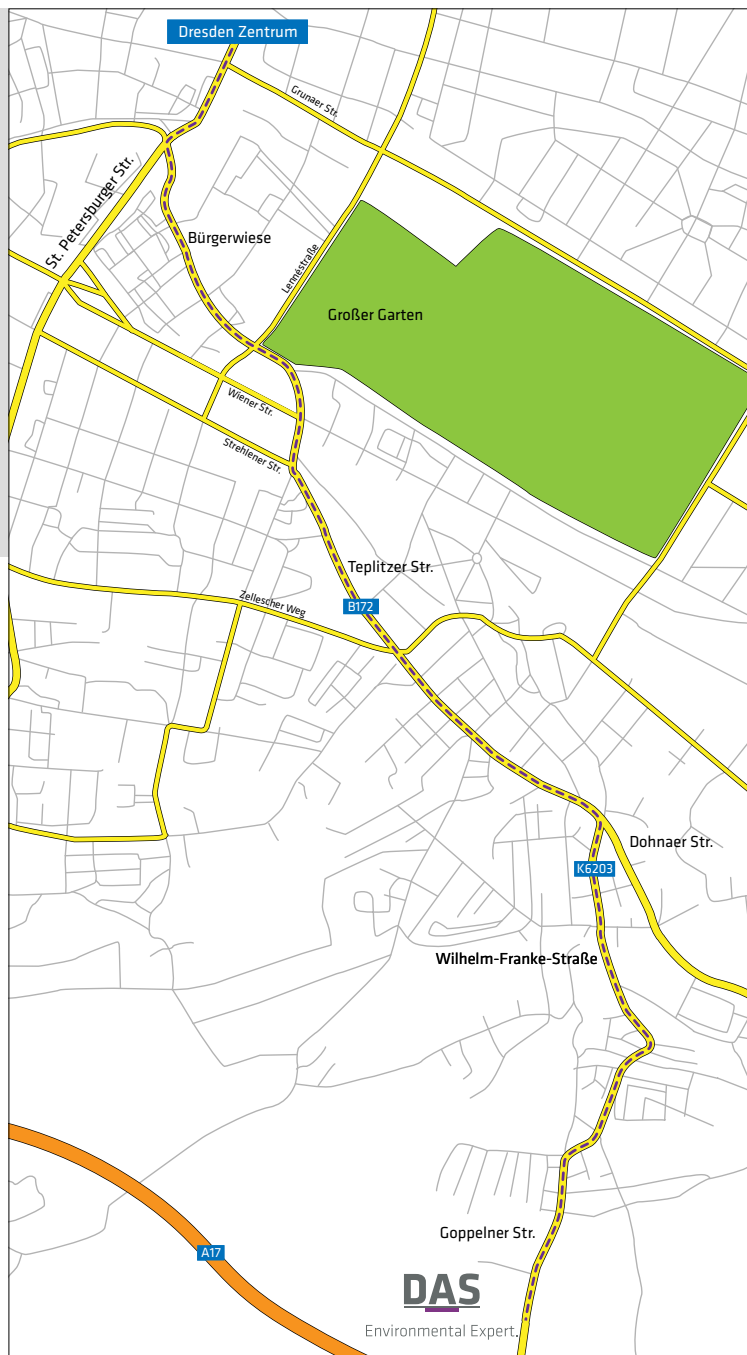 Dresden Zentrum
Grunaer Str.
St. Petersburger Str.
Bürgerwiese
Lennéstraße
Großer Garten
Wiener Str.
Strehlener Str.
Teplitzer Str.
Zellescher Weg
B172
Dohnaer Str.
K6203
Wilhelm-Franke-Straße
Goppelner Str.
A17
DAS
Environmental Expert.